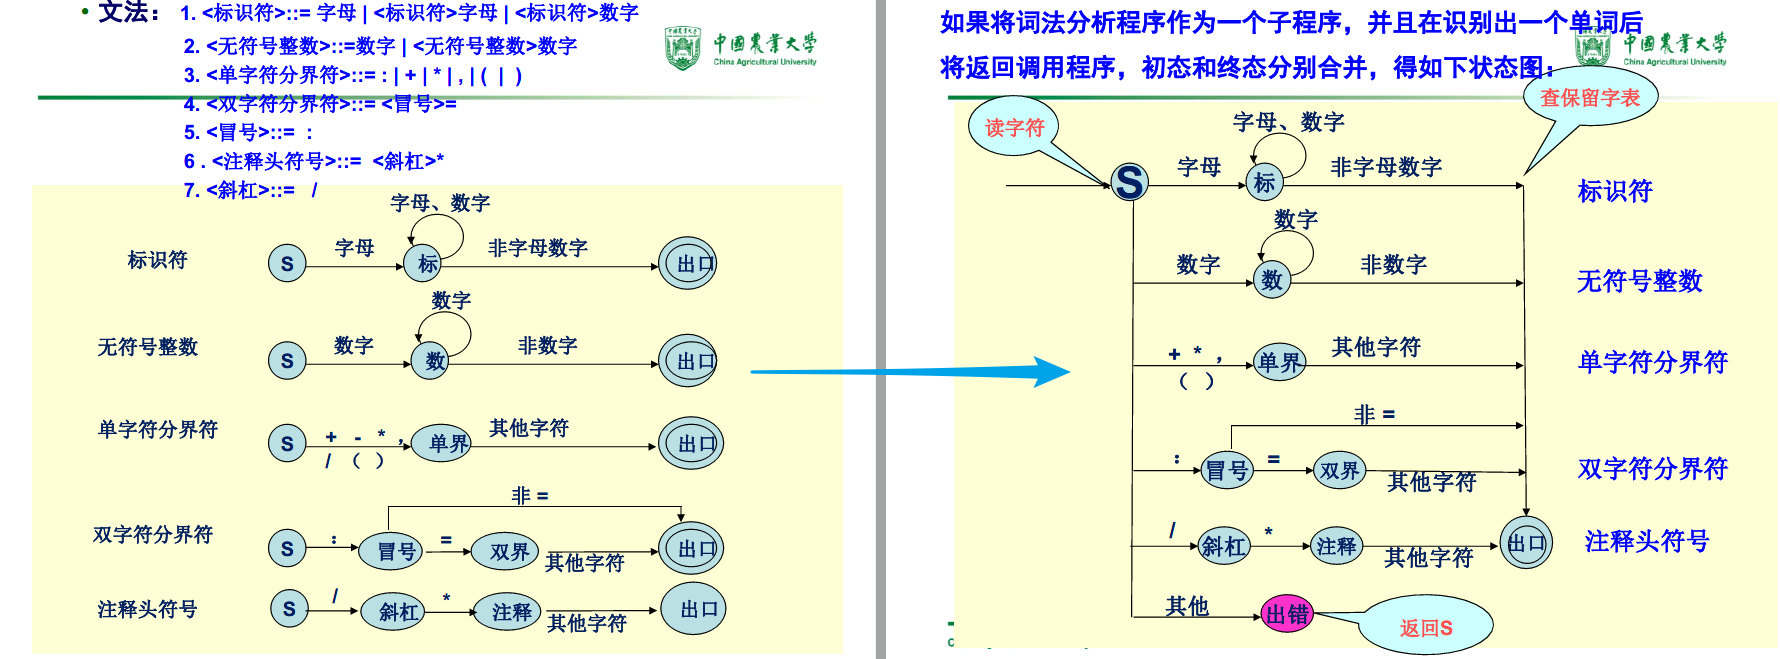 • 文法： 1. <标识符>::= 字母 | <标识符>字母 | <标识符>数字
2. <无符号整数>::=数字 | <无符号整数>数字
3. <单字符分界符>::= : | + | * | , | ( | )
4. <双字符分界符>::= <冒号>=
5. <冒号>::= :
6 . <注释头符号>::= <斜杠>*
7. <斜杠>::= /
中國農業大学
China Agricultural University
字母、数字
标识符
S
字母
标
非字母数字
出口
数字
无符号整数
S
数字
数
非数字
出口
单字符分界符
S
+ - * ，
/ （ ）
单界
其他字符
出口
非 =
双字符分界符
S
：
冒号
=
双界
其他字符
出口
注释头符号
S
/
斜杠
*
注释
其他字符
出口
如果将词法分析程序作为一个子程序，并且在识别出一个单词后
将返回调用程序，初态和终态分别合并，得如下状态图：
中國農業大学
China Agricultural University
读字符
查保留字表
字母、数字
S
字母
标
非字母数字
标识符
数字
数字
数
非数字
无符号整数
+ * ，
（ ）
单界
其他字符
单字符分界符
非 =
：
冒号
=
双界
其他字符
双字符分界符
/
斜杠
*
注释
其他字符
出口
注释头符号
其他
出错
返回S